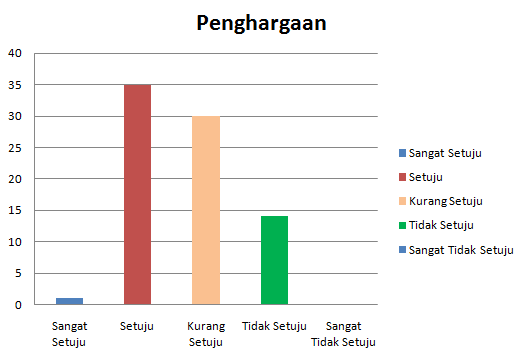 Penghargaan
40
35
30
25
20
15
10
5
0
Sangat
Setuju
Setuju
Kurang
Setuju
Tidak Setuju
Sangat
Tidak Setuju
Sangat Setuju
Setuju
Kurang Setuju
Tidak Setuju
Sangat Tidak Setuju